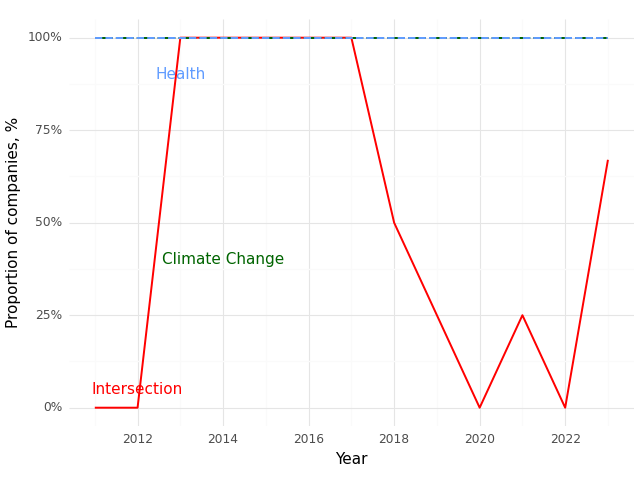 100%
Health
75%
50%
Climate Change
25%
Intersection
0%
2012 2014 2016 2018 2020 2022
Year
Proportion of companies, %